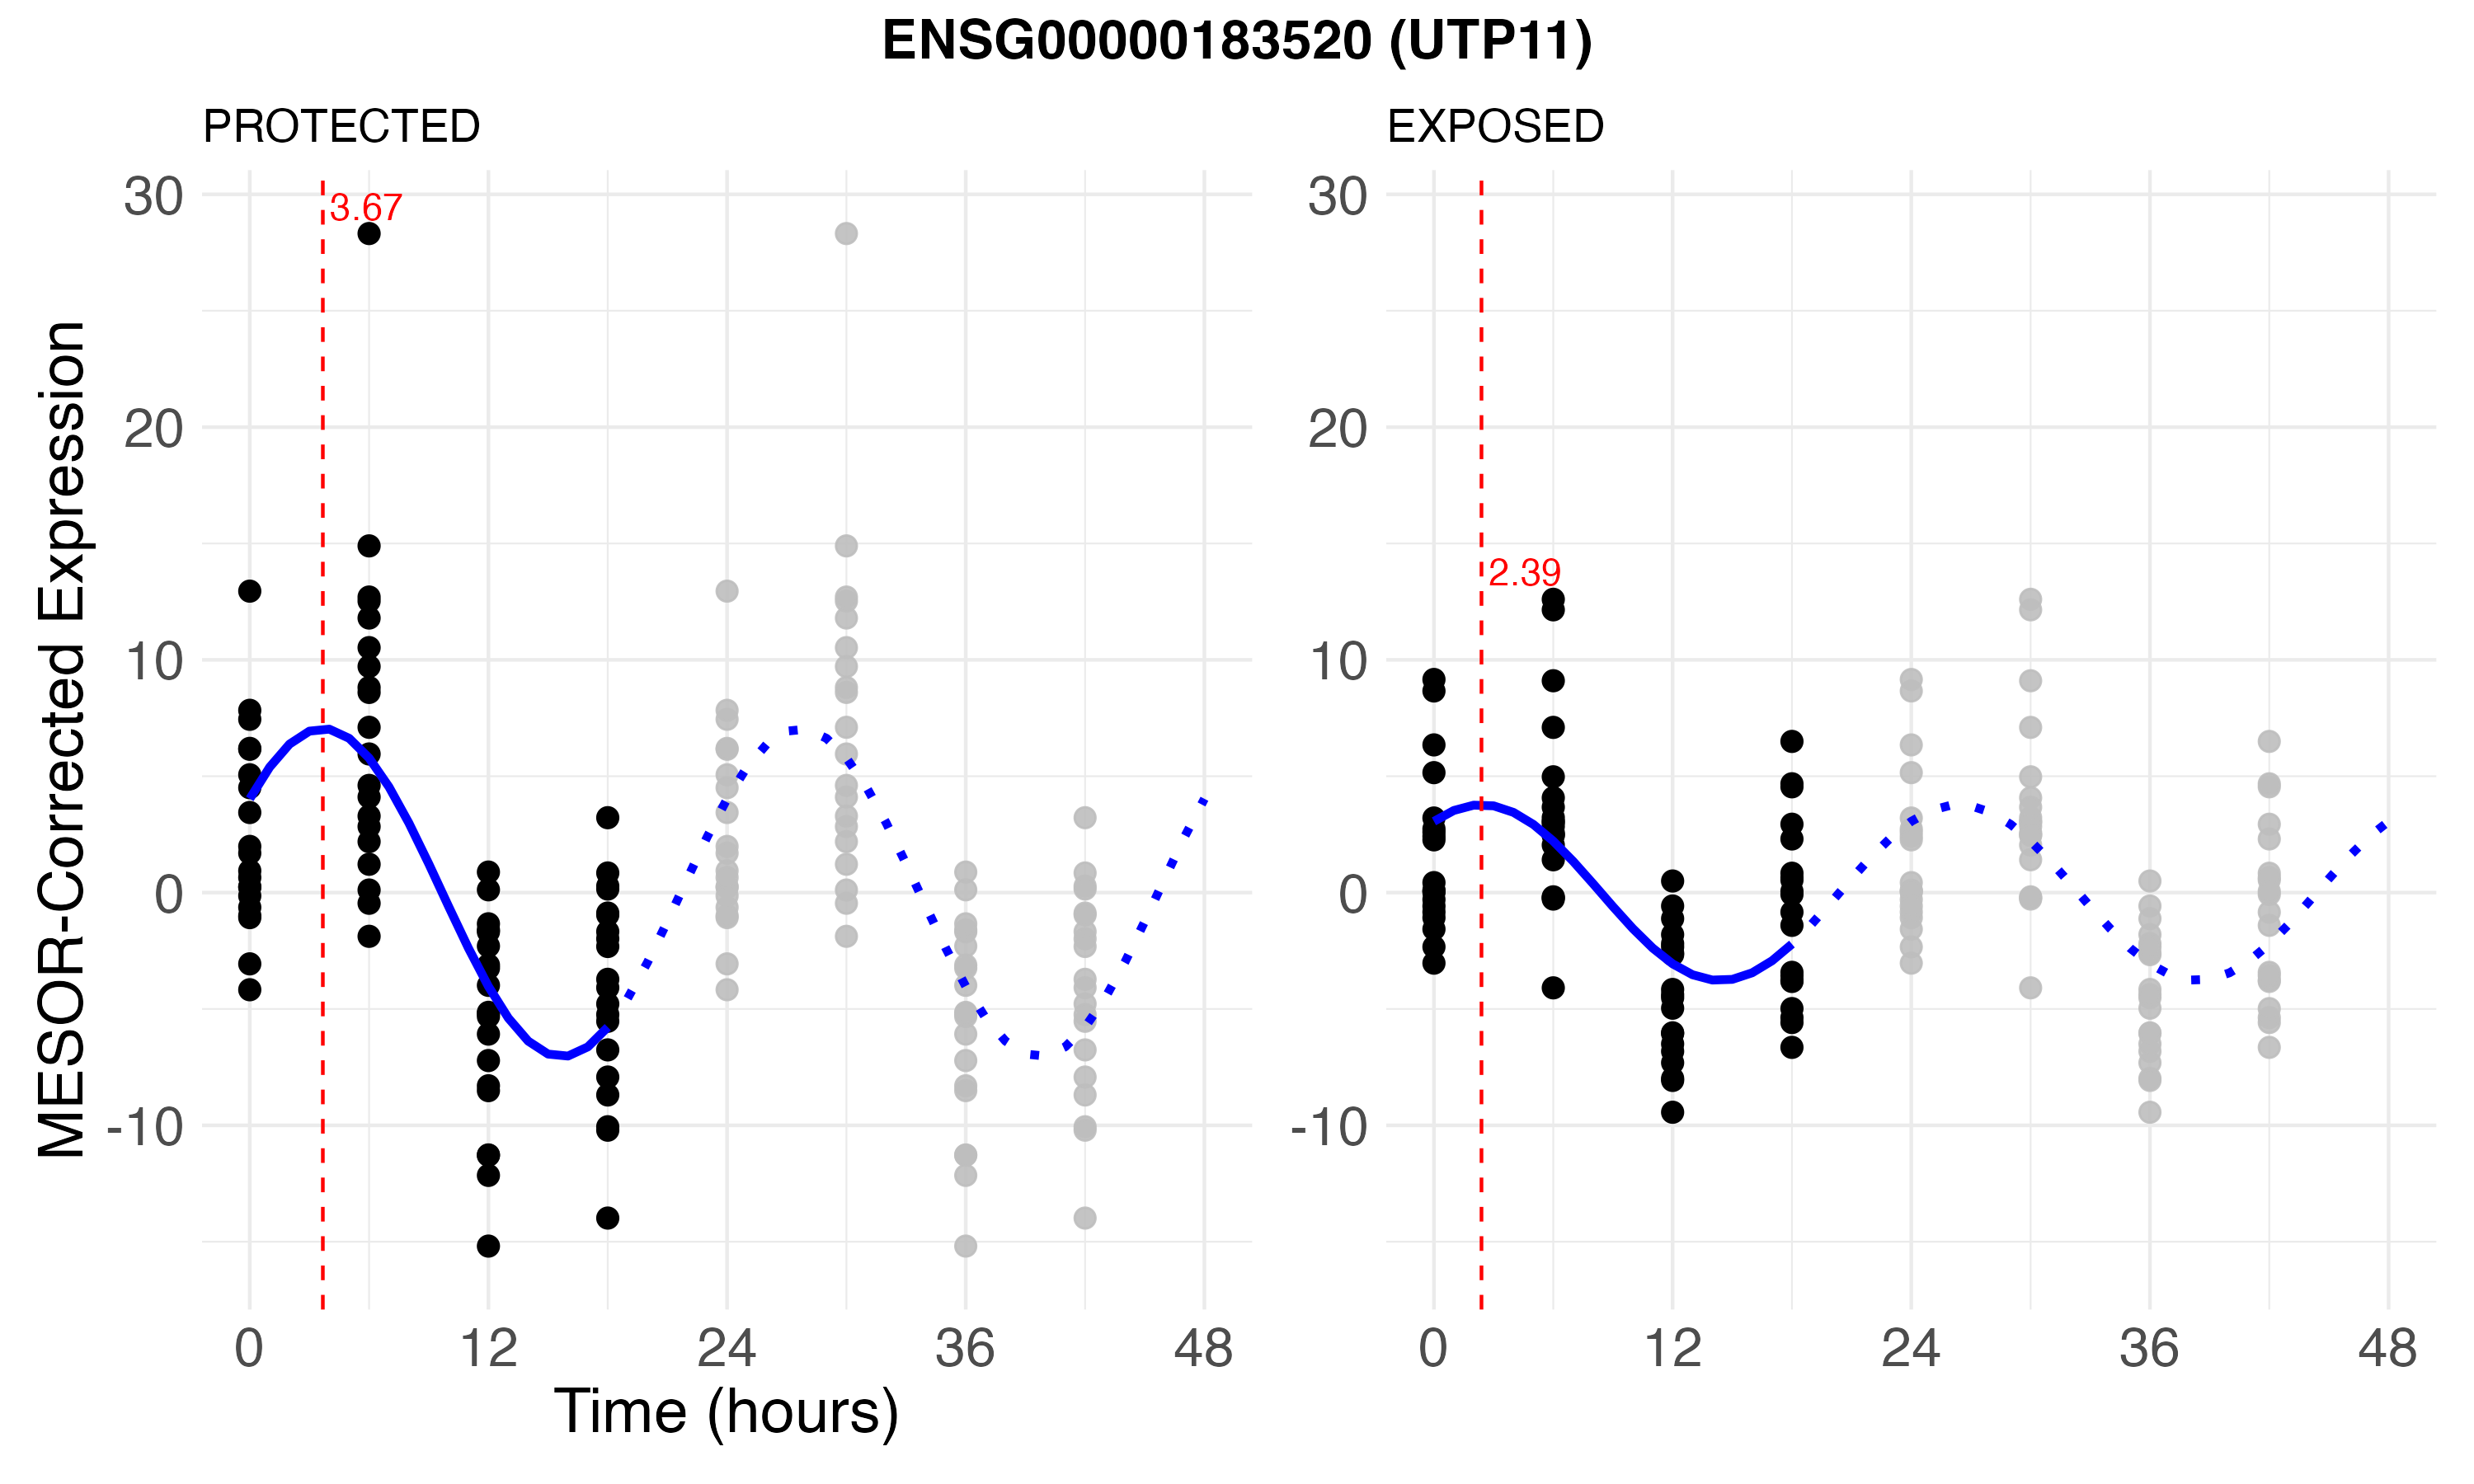 ENSG00000183520 (UTP11)
PROTECTED
EXPOSED
MESOR-Corrected Expression
30
20
10
0
-10
3.67
0 12 24 36 48
30
20
10
0
-10
2.39
0 12 24 36 48
Time (hours)